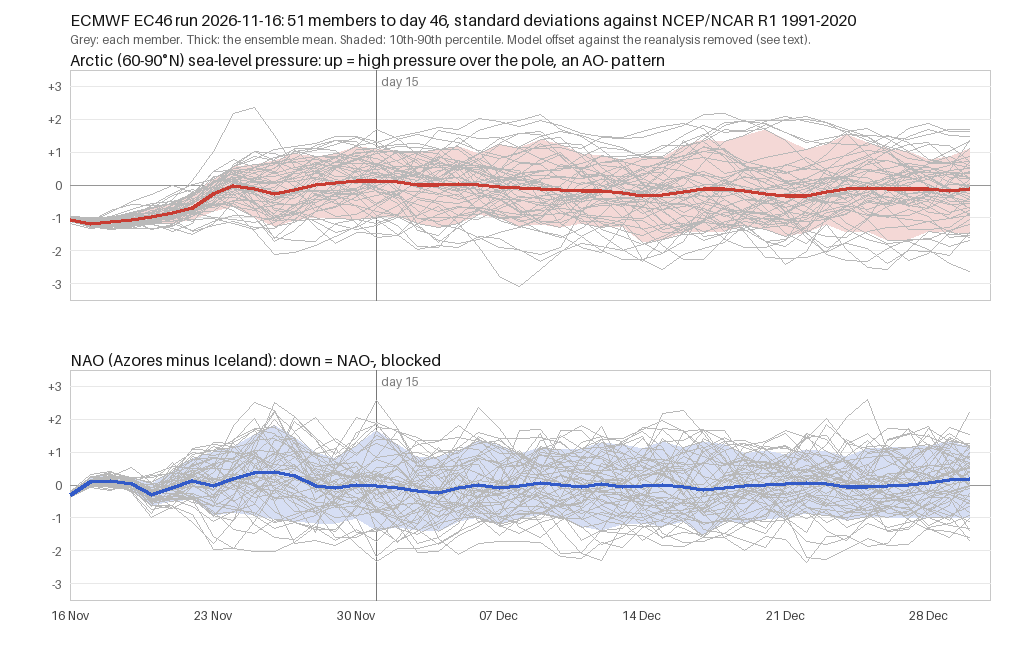 ECMWF EC46 run 2026-11-16: 51 members to day 46, standard deviations against NCEP/NCAR R1 1991-2020
Grey: each member. Thick: the ensemble mean. Shaded: 10th-90th percentile. Model offset against the reanalysis removed (see text).
Arctic (60-90°N) sea-level pressure: up = high pressure over the pole, an AO- pattern
day 15
+3
+2
+1
0
-1
-2
-3
NAO (Azores minus Iceland): down = NAO-, blocked
day 15
+3
+2
+1
0
-1
-2
-3
16 Nov 23 Nov 30 Nov 07 Dec 14 Dec 21 Dec 28 Dec